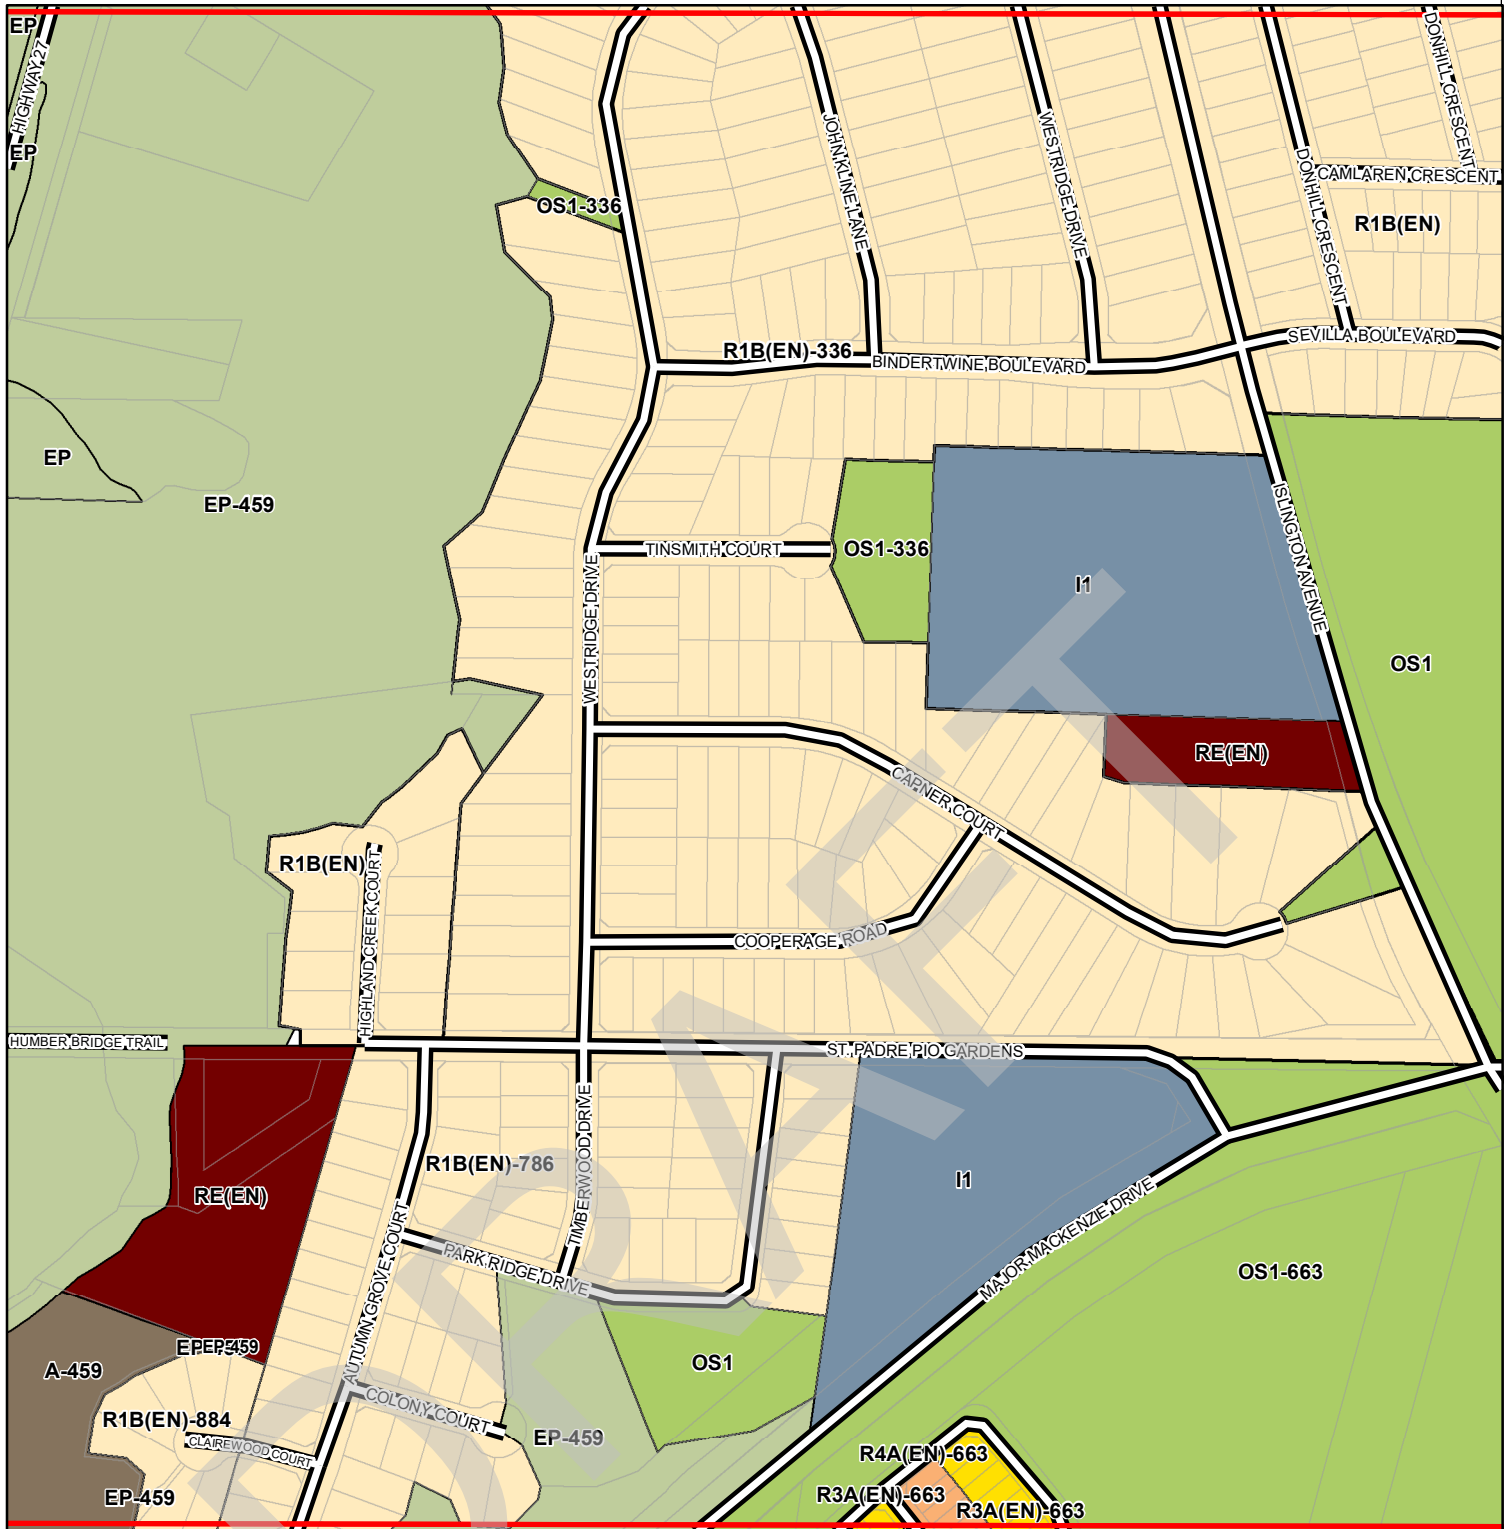 EP
HIGHWAY 27
EP
DONHILL CRESCENT
JOHN KLINE LANE
WESTRIDGE DRIVE
DONHILL CRESCENT
CAMLAREN CRESCENT
OS1-336
R1B(EN)
SEVILLA BOULEVARD
R1B(EN)-336
BINDERTWINE BOULEVARD
EP
EP-459
ISLINGTON AVENUE
TINSMITH COURT
OS1-336
I1
WESTRIDGE DRIVE
OS1
RE(EN)
CAPNER COURT
R1B(EN)
HIGHLAND CREEK COURT
COOPERAGE ROAD
HUMBER BRIDGE TRAIL
ST. PADRE PIO GARDENS
R1B(EN)-786
TIMBERWOOD DRIVE
I1
RE(EN)
MAJOR MACKENZIE DRIVE
AUTUMN GROVE COURT
PARK RIDGE DRIVE
OS1-663
EP-459
A-459
OS1
COLONY COURT
R1B(EN)-884
CLAIREWOOD COURT
EP-459
R4A(EN)-663
EP-459
R3A(EN)-663
R3A(EN)-663
DRAFT